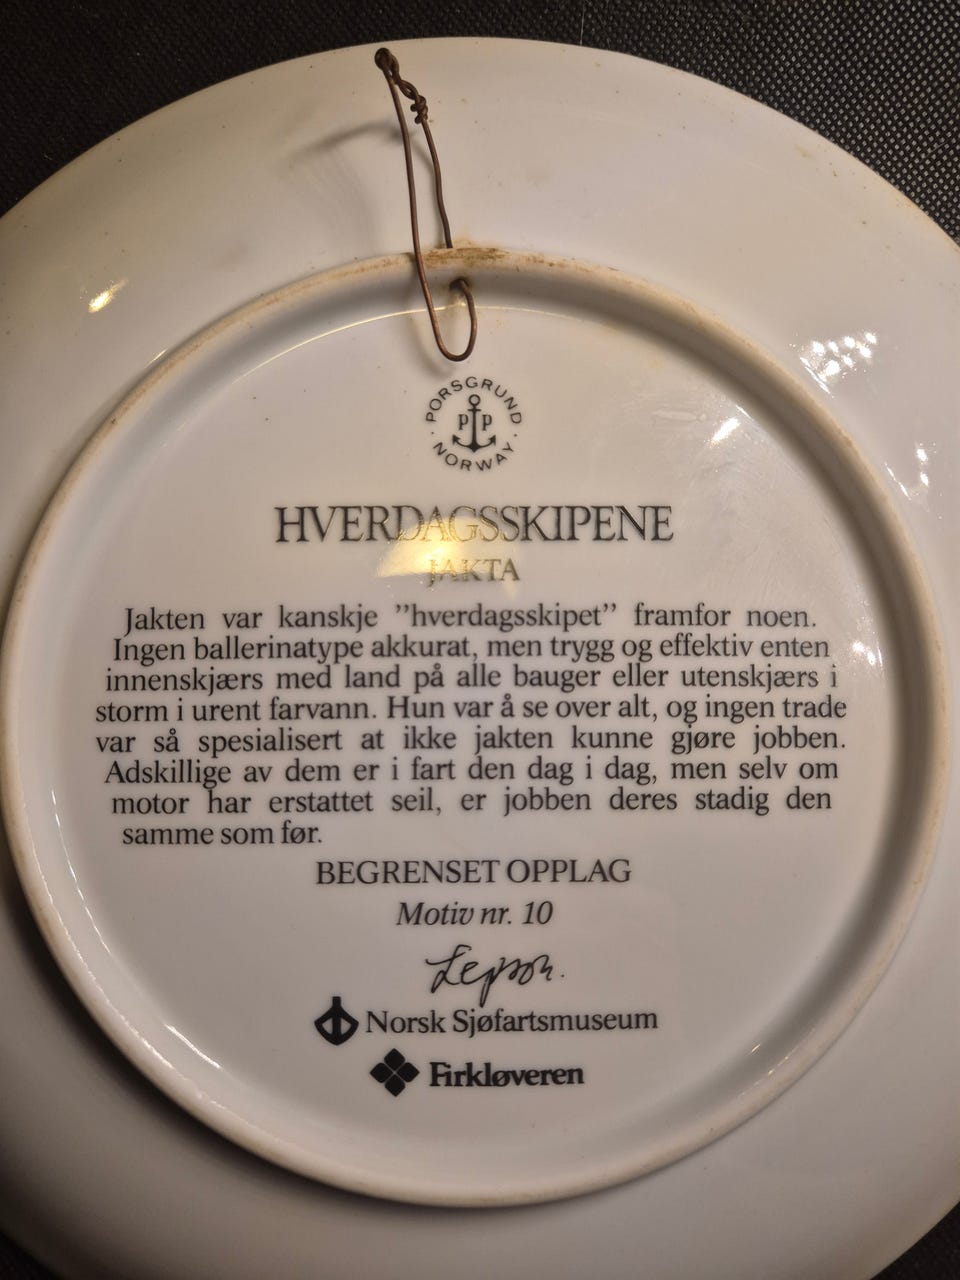 PORSGRUND
PP
NORWAY
HVERDAGSSKIPENE
JAKTA
Jakten var kanskje ”hverdagsskipet” framfor noen.
Ingen ballerinatype akkurat, men trygg og effektiv enten
innenskjærs med land på alle bauger eller utenskjærs i
storm i urent farvann. Hun var å se over alt, og ingen trade
var så spesialisert at ikke jakten kunne gjøre jobben.
Adskillige av dem er i fart den dag i dag, men selv om
motor har erstattet seil, er jobben deres stadig den
samme som før.
BEGRENSET OPPLAG
Motiv nr. 10
Norsk Sjøfartsmuseum
Firkløveren